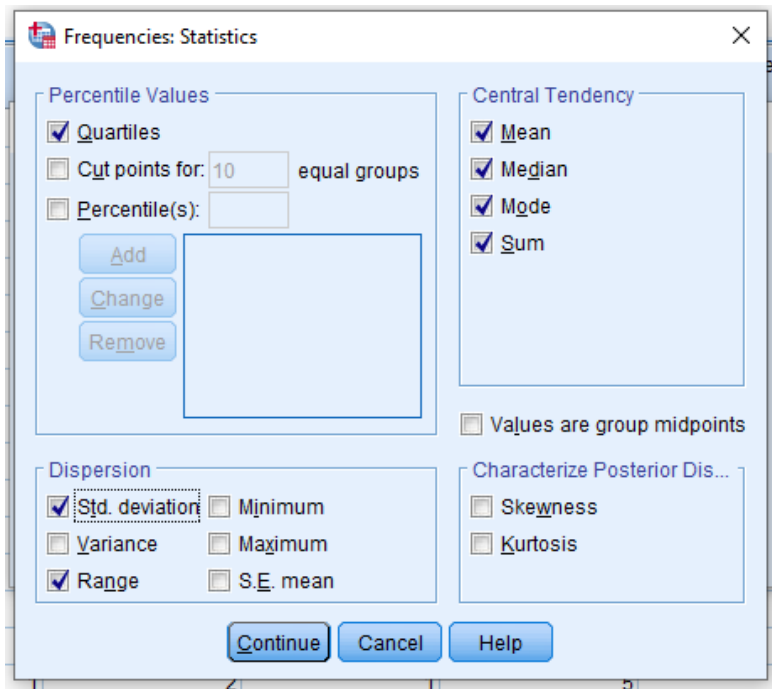 Frequencies: Statistics
Percentile Values
Quartiles
Cut points for: 10 equal groups
Percentile(s):
Add
Change
Remove
Central Tendency
Mean
Median
Mode
Sum
Values are group midpoints
Dispersion
Std. deviation
Minimum
Variance
Maximum
Range
S.E. mean
Characterize Posterior Dis...
Skewness
Kurtosis
Continue
Cancel
Help